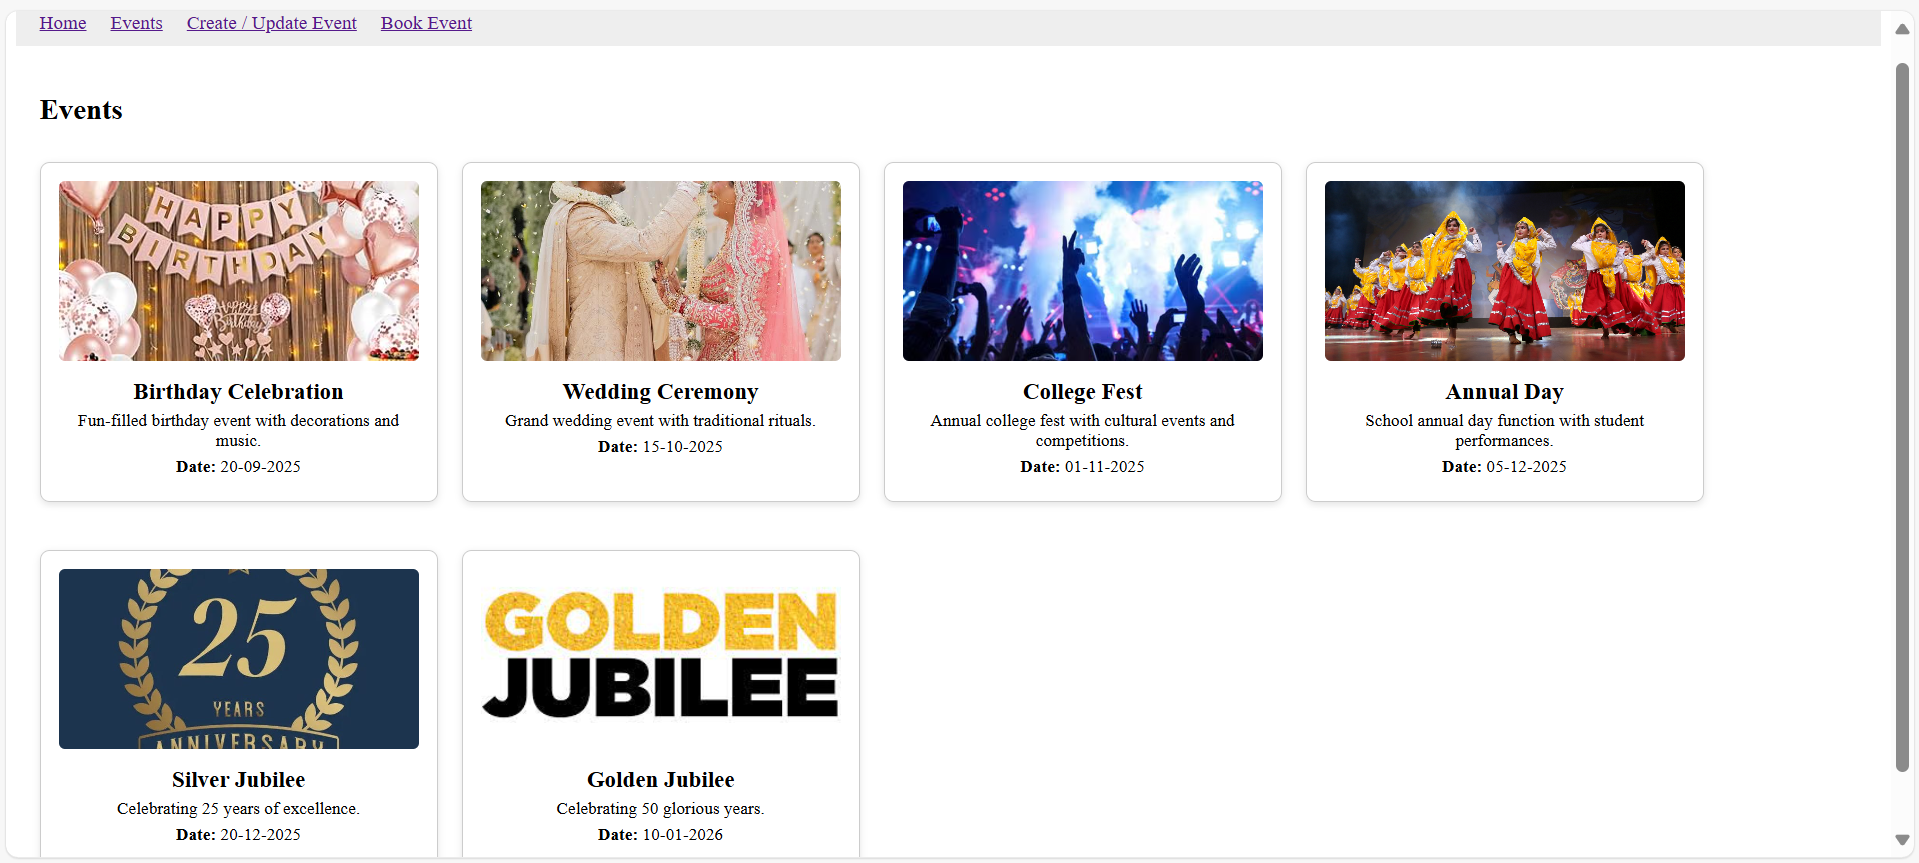 Home Events Create / Update Event Book Event
Events
HAPPY
BIRTHDAY
Happy
Birthday
Birthday Celebration
Fun-filled birthday event with decorations and
music.
Date: 20-09-2025
Wedding Ceremony
Grand wedding event with traditional rituals.
Date: 15-10-2025
College Fest
Annual college fest with cultural events and
competitions.
Date: 01-11-2025
Annual Day
School annual day function with student
performances.
Date: 05-12-2025
25
YEARS
ANNIVERSARY
Silver Jubilee
Celebrating 25 years of excellence.
Date: 20-12-2025
GOLDEN
JUBILEE
Golden Jubilee
Celebrating 50 glorious years.
Date: 10-01-2026